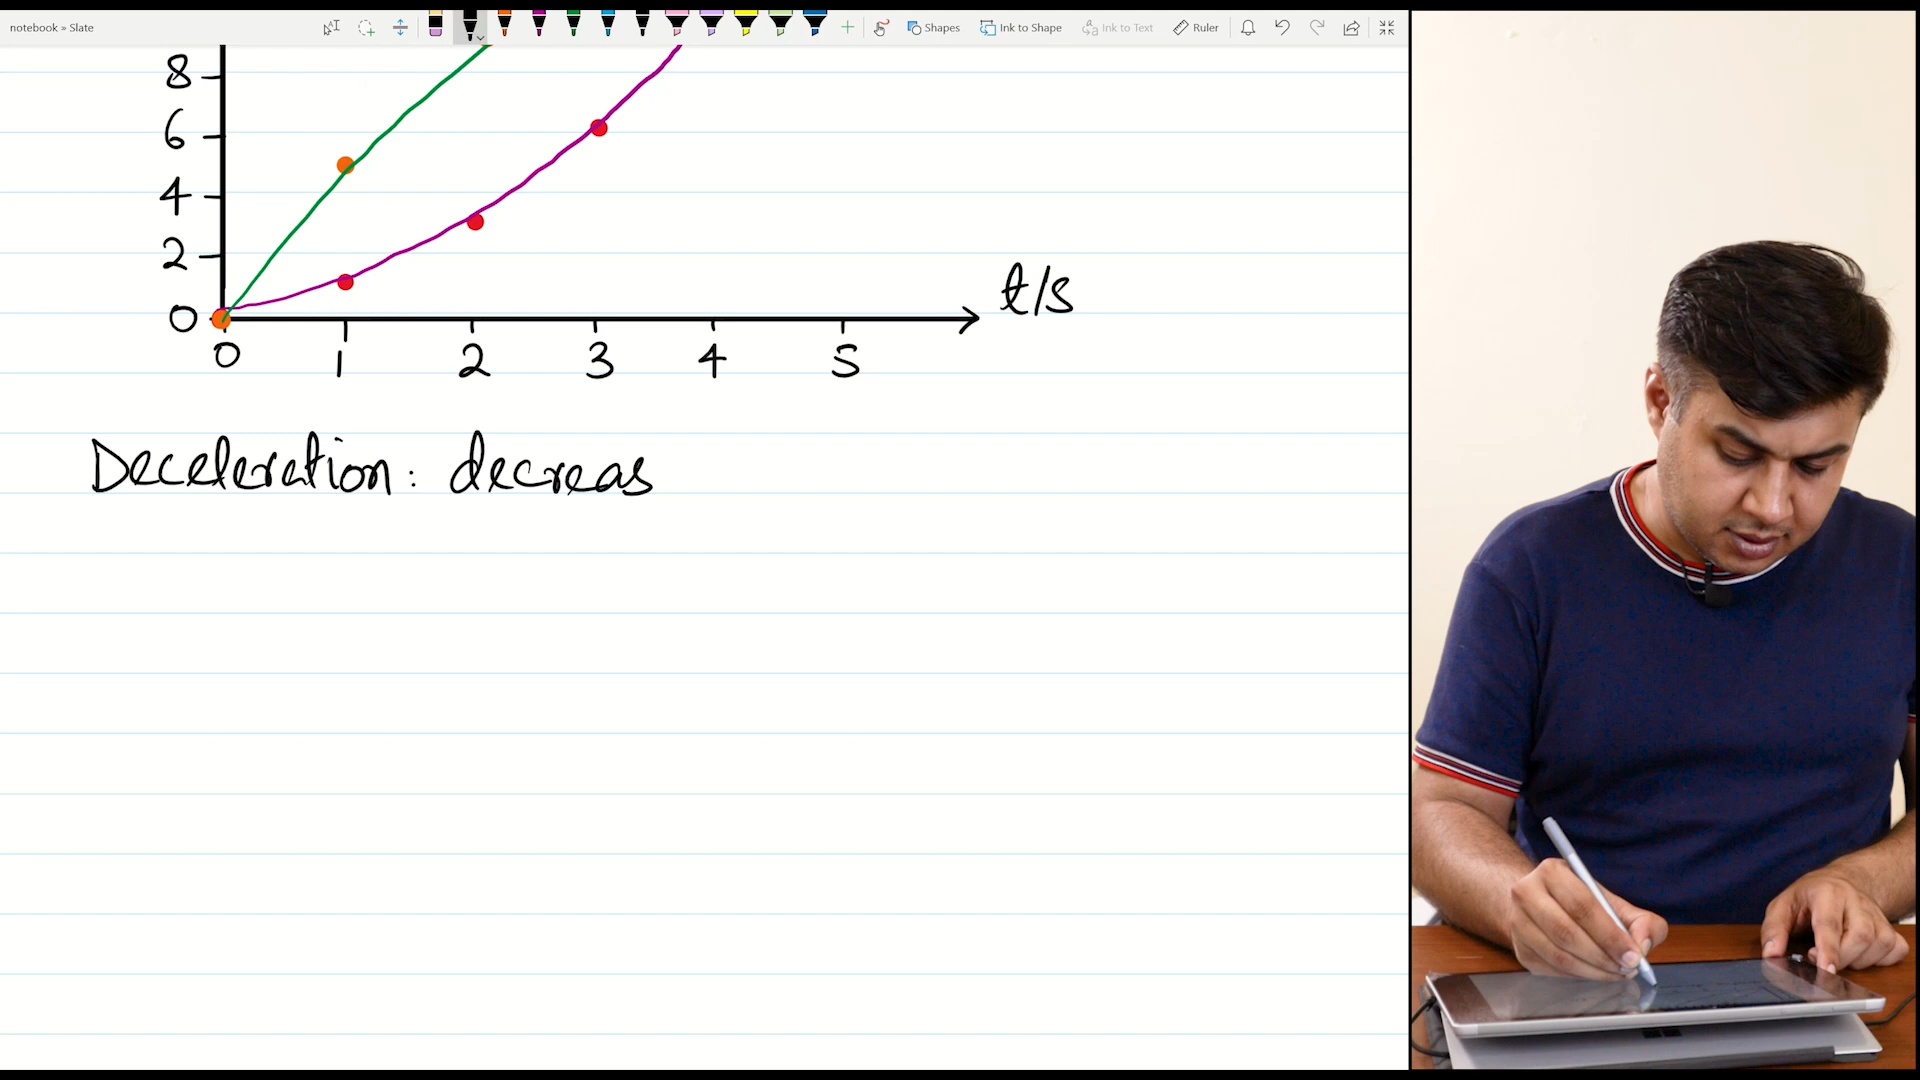 notebook » Slate
Shapes
Ink to Shape
Ink to Text
Ruler
8
6
4
2
0
t/s
0 1 2 3 4 5
Deceleration: decreas